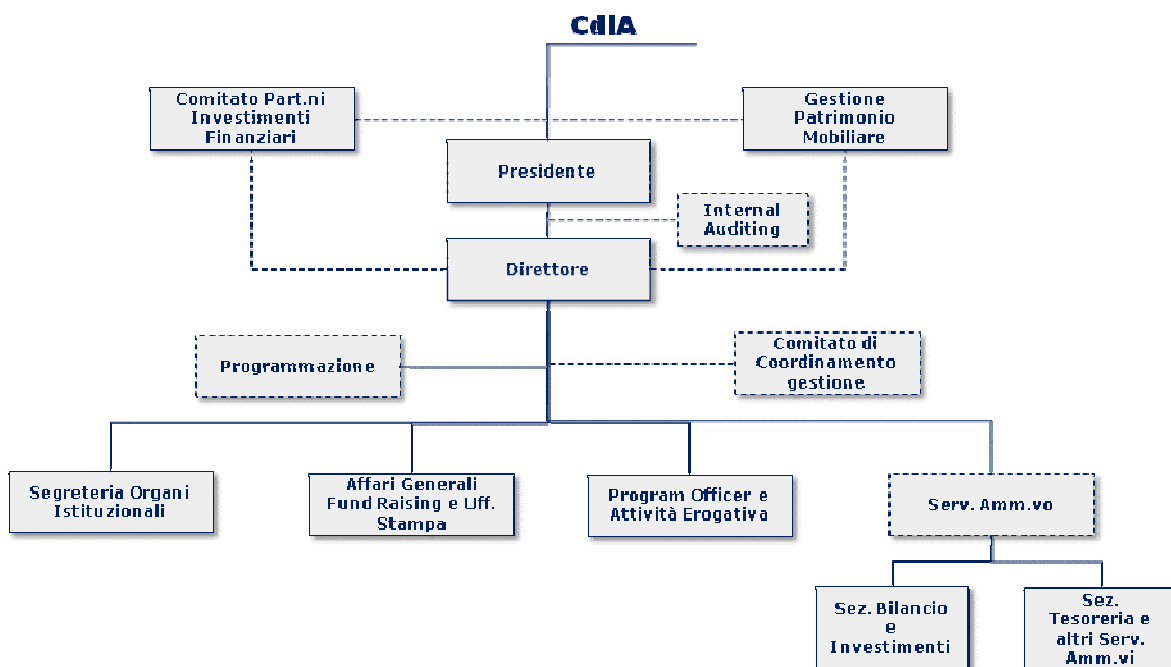 CdIA
Comitato Part.ni
Investimenti
Finanziari
Gestione
Patrimonio
Mobiliare
Presidente
Internal
Auditing
Direttore
Programmazione
Comitato di
Coordinamento
gestione
Segreteria Organi
Istituzionali
Affari Generali
Fund Raising e Uff.
Stampa
Program Officer e
Attività Erogativa
Serv. Amm.vo
Sez. Bilancio
e
Investimenti
Sez.
Tesoreria e
altri Serv.
Amm.vi